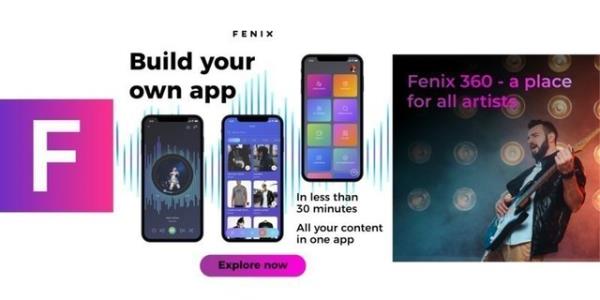 FENIX
Build your
own app
F
In less than
30 minutes
All your content
in one app
Explore now
Fenix 360 - a place
for all artists